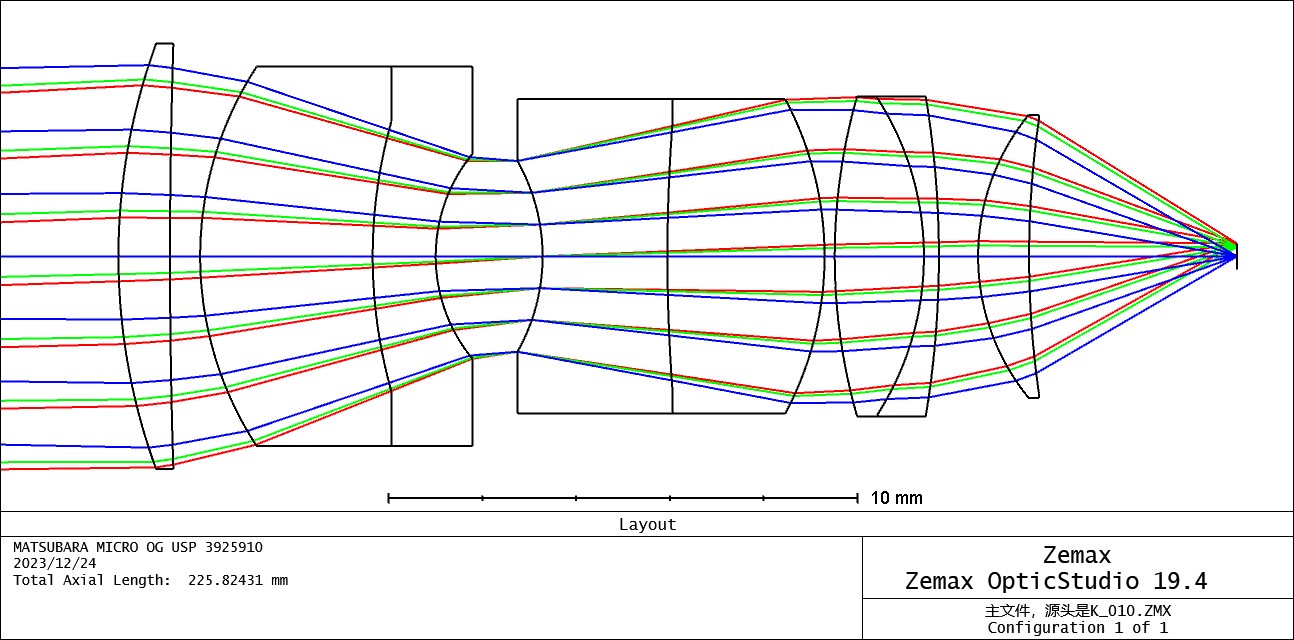 10 mm
Layout
MATSUBARA MICRO OG USP 3925910
2023/12/24
Total Axial Length:  225.82431 mm
Zemax
Zemax OpticStudio 19.4
主文件，源头是K_010.ZMX
Configuration 1 of 1